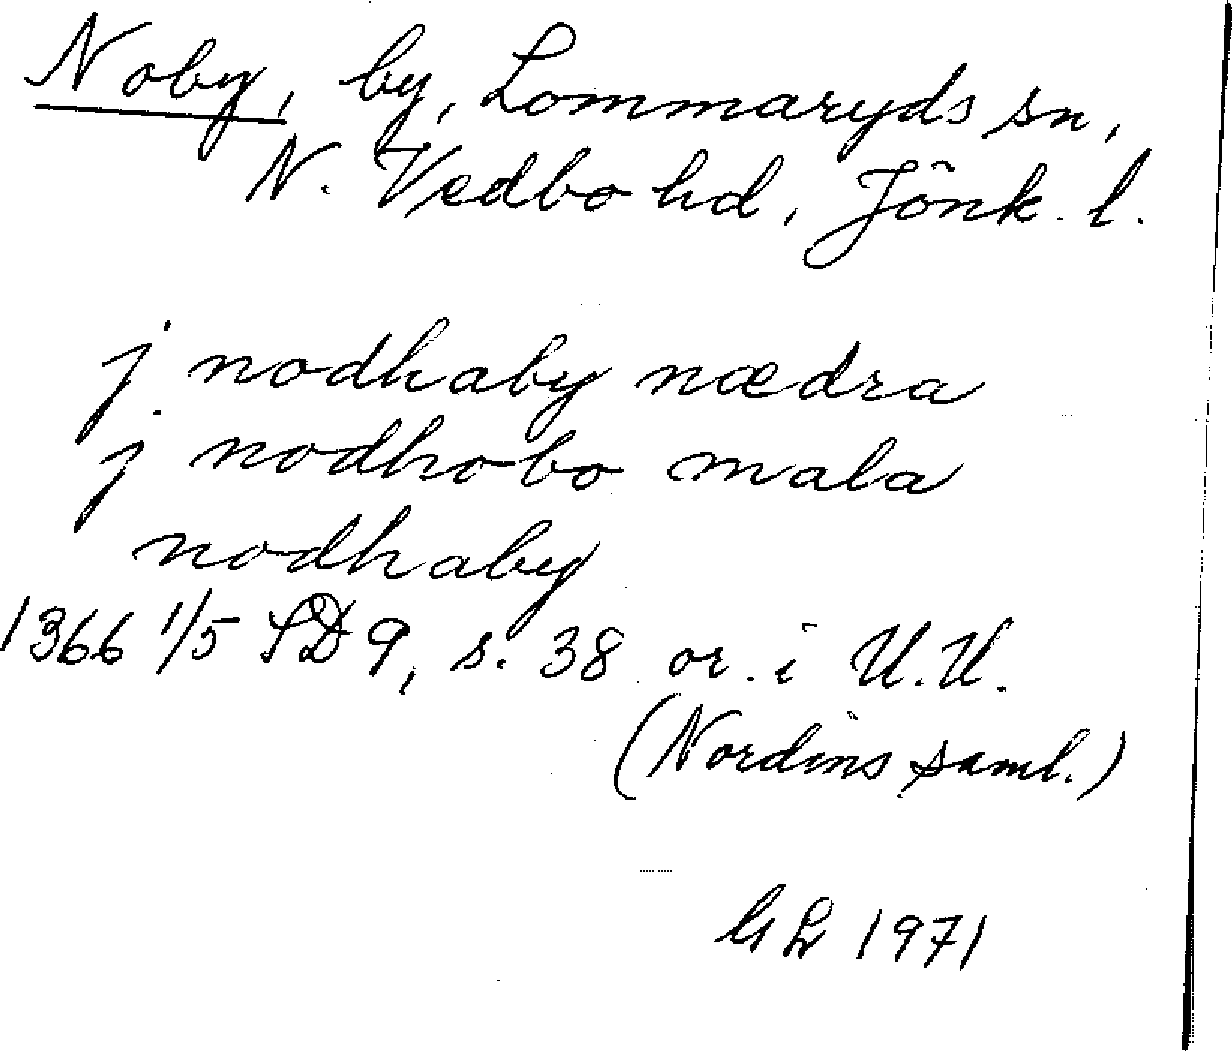 Noby, by, Lommaryds sn,
N. Vedbo hd, Jönk. l.
j nodhaby nædra
j nodhobo mala
nodhaby
1366 1/5 SD 9, s. 38 or. i U.U.
(Nordins saml.)
GL 1971